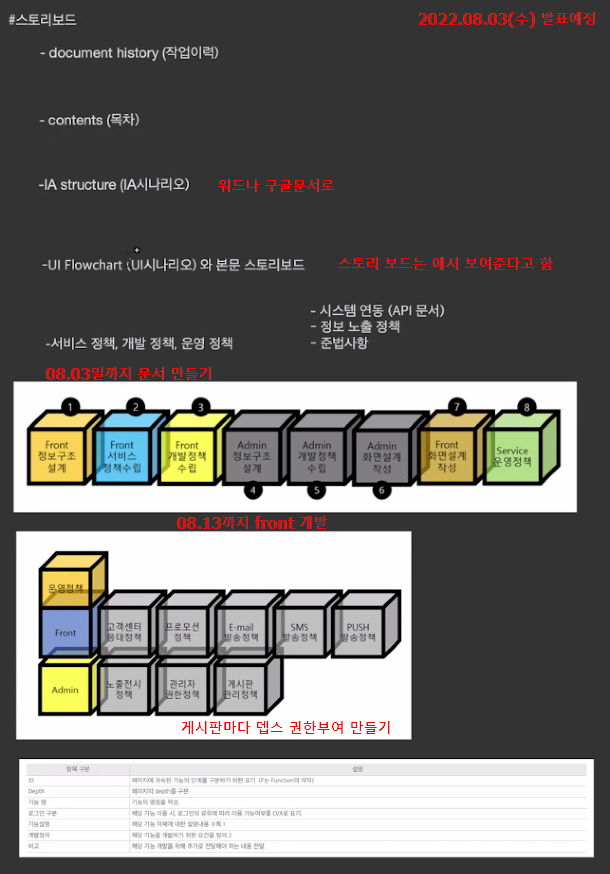 #스토리보드
2022.08.03(수) 발표예정
- document history (작업이력)
- contents (목차)
-IA structure (IA시나리오)
워드나 구글문서로
-UI Flowchart (UI시나리오) 와 본문 스토리보드
스토리 보드는 예시 보여준다고 함
- 시스템 연동 (API 문서)
- 정보 노출 정책
-서비스 정책, 개발 정책, 운영 정책
- 준법사항
08.03일까지 문서 만들기
1 2 3 7 8
Front 정보구조 설계
Front 서비스 정책수립
Front 개발정책 수립
Admin 정보구조 설계
Admin 개발정책 수립
Admin 화면설계 작성
Front 화면설계 작성
Service 운영정책
4 5 6
08.13까지 front 개발
운영정책
Front
고객센터 응대정책
프로모션 정책
E-mail 발송정책
SMS 발송정책
PUSH 발송정책
Admin
노출전시 정책
관리자 권한정책
게시판 관리정책
게시판마다 뎁스 권한부여 만들기
항목 구분 설명
ID 페이지에 귀속된 기능의 단계를 구분하기 위한 표기. (F는 Function의 약자)
Depth 페이지의 depth를 구분
기능 명 기능의 명칭을 작성
로그인 구분 해당 기능 이용 시, 로그인의 유무에 따라 이용 가능여부를 O/X로 표기.
기능설명 해당 기능 자체에 대한 설명내용 수록.
개발정의 해당 기능을 개발하기 위한 요건을 정의
비고 해당 기능 개발을 위해 추가로 전달해야 하는 내용 전달.